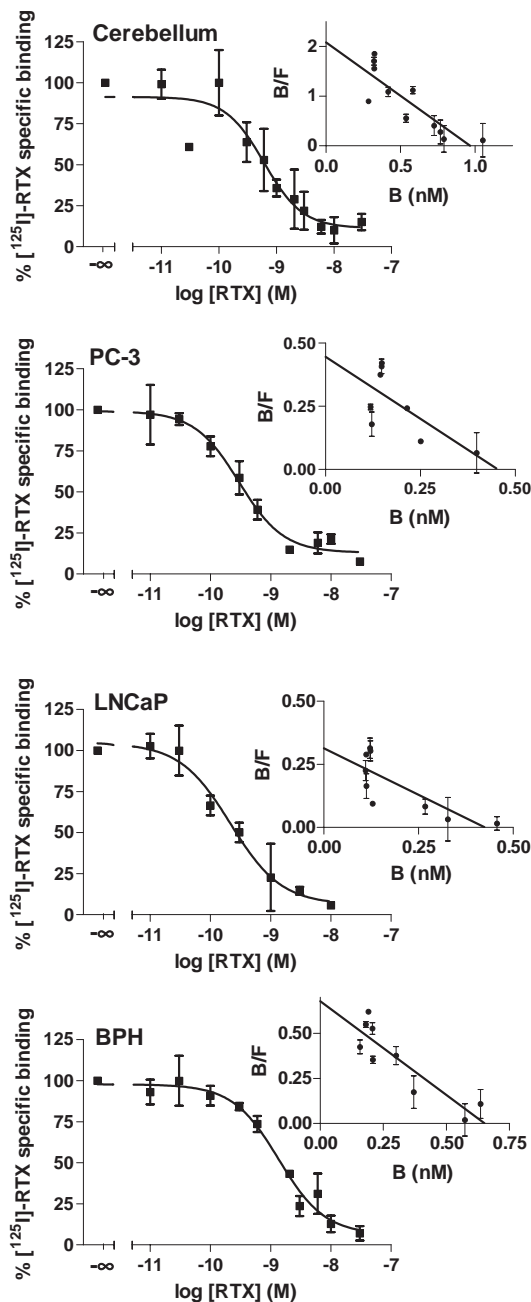 Cerebellum
% [¹²⁵I]-RTX specific binding
125
100
75
50
25
0
-∞ -11 -10 -9 -8 -7
log [RTX] (M)
B/F
2
1
0
0.0 0.5 1.0
B (nM)
PC-3
% [¹²⁵I]-RTX specific binding
125
100
75
50
25
0
-∞ -11 -10 -9 -8 -7
log [RTX] (M)
B/F
0.50
0.25
0.00
0.00 0.25 0.50
B (nM)
LNCaP
% [¹²⁵I]-RTX specific binding
125
100
75
50
25
0
-∞ -11 -10 -9 -8 -7
log [RTX] (M)
B/F
0.50
0.25
0.00
0.00 0.25 0.50
B (nM)
BPH
% [¹²⁵I]-RTX specific binding
125
100
75
50
25
0
-∞ -11 -10 -9 -8 -7
log [RTX] (M)
B/F
0.50
0.25
0.00
0.00 0.25 0.50 0.75
B (nM)